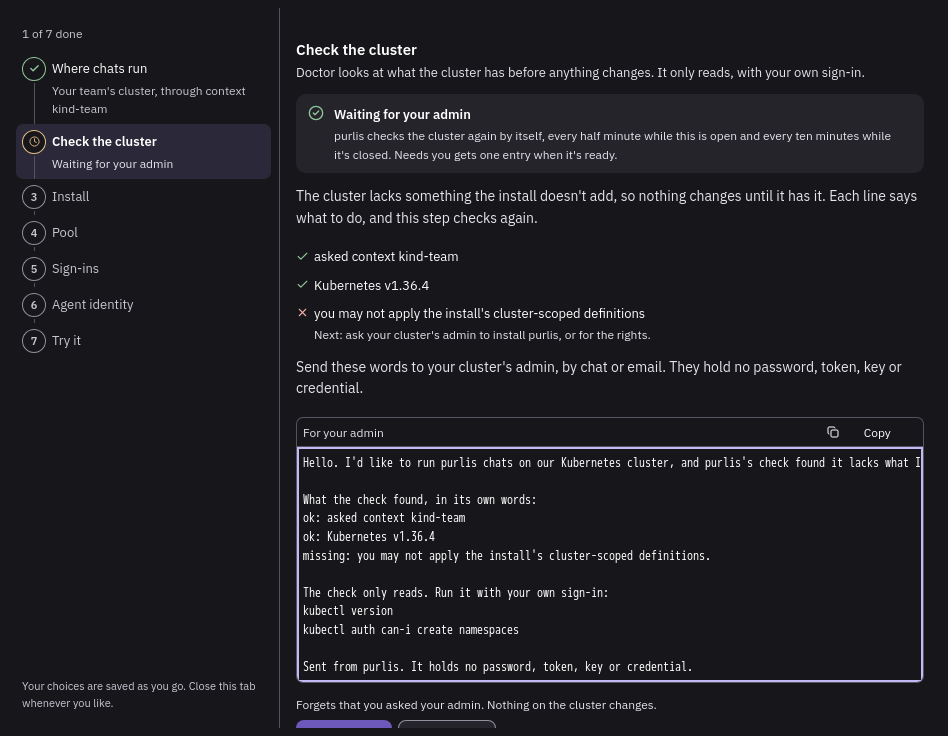 1 of 7 done
Where chats run
Your team's cluster, through context
kind-team
Check the cluster
Waiting for your admin
3 Install
4 Pool
5 Sign-ins
6 Agent identity
7 Try it
Your choices are saved as you go. Close this tab
whenever you like.
Check the cluster
Doctor looks at what the cluster has before anything changes. It only reads, with your own sign-in.
Waiting for your admin
purlis checks the cluster again by itself, every half minute while this is open and every ten minutes while
it's closed. Needs you gets one entry when it's ready.
The cluster lacks something the install doesn't add, so nothing changes until it has it. Each line says
what to do, and this step checks again.
asked context kind-team
Kubernetes v1.36.4
you may not apply the install's cluster-scoped definitions
Next: ask your cluster's admin to install purlis, or for the rights.
Send these words to your cluster's admin, by chat or email. They hold no password, token, key or
credential.
For your admin
Copy
Hello. I'd like to run purlis chats on our Kubernetes cluster, and purlis's check found it lacks what I
What the check found, in its own words:
ok: asked context kind-team
ok: Kubernetes v1.36.4
missing: you may not apply the install's cluster-scoped definitions.
The check only reads. Run it with your own sign-in:
kubectl version
kubectl auth can-i create namespaces
Sent from purlis. It holds no password, token, key or credential.
Forgets that you asked your admin. Nothing on the cluster changes.